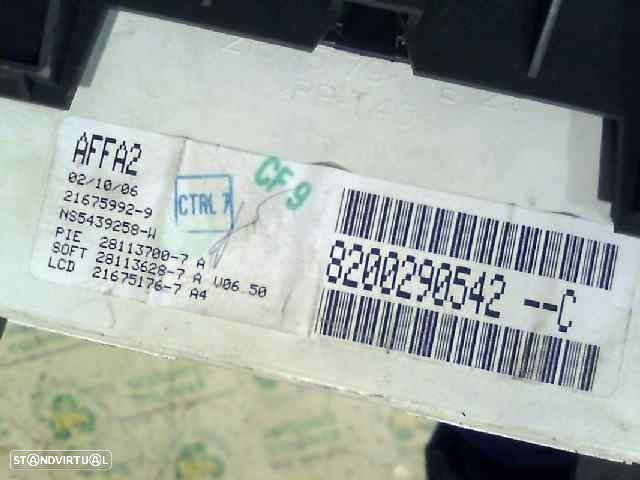 AFFA2
02/10/06
21675992-9
NS5439258-W
PIE 28113700-7 A
SOFT 28113628-7 A V06.50
LCD 21675176-7 A4
CTRL 7
CF 9
8200290542 --C
STANDVIRTUAL